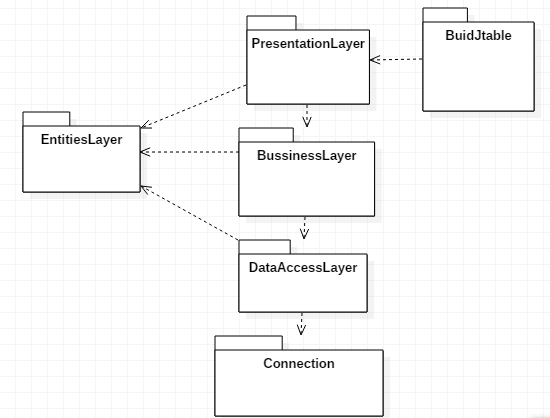 BuidJtable
PresentationLayer
EntitiesLayer
BussinessLayer
DataAccessLayer
Connection